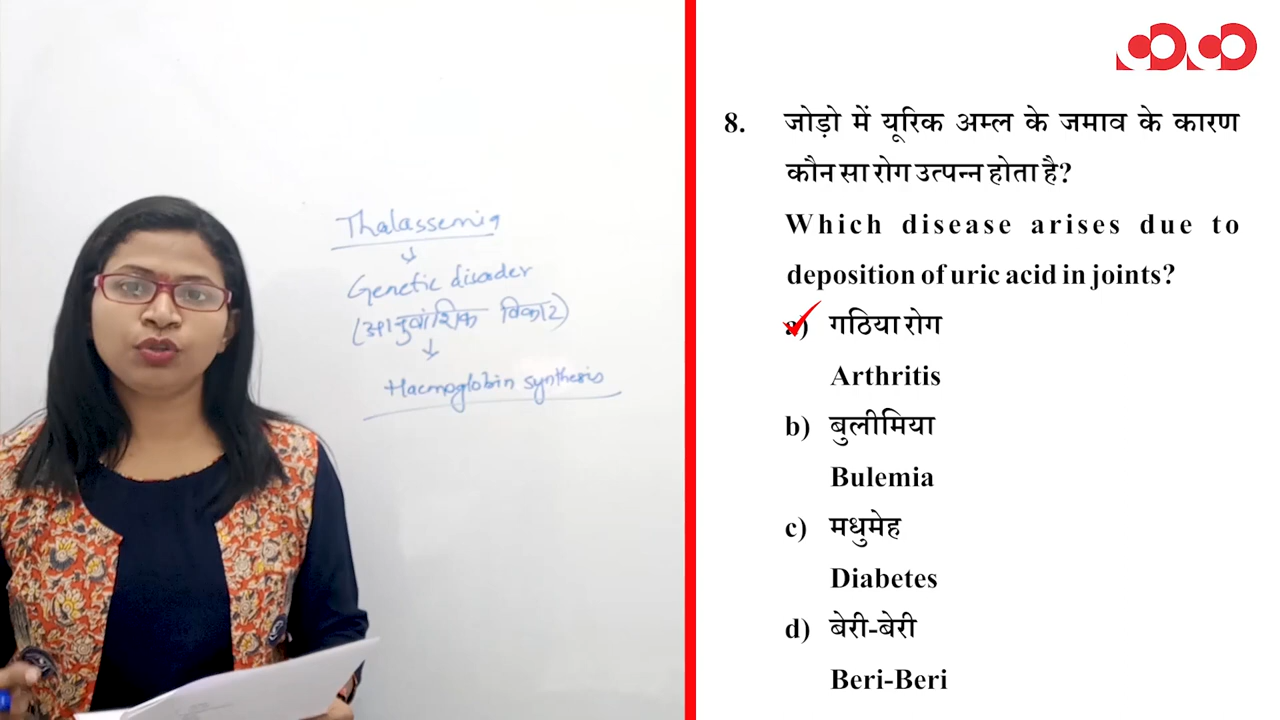 Thalassemia
Genetic disoder
(आनुवांशिक विकार)
Haemoglobin synthesis
8. जोड़ो में यूरिक अम्ल के जमाव के कारण
कौन सा रोग उत्पन्न होता है?
Which disease arises due to
deposition of uric acid in joints?
a) गठिया रोग
Arthritis
b) बुलीमिया
Bulemia
c) मधुमेह
Diabetes
d) बेरी-बेरी
Beri-Beri